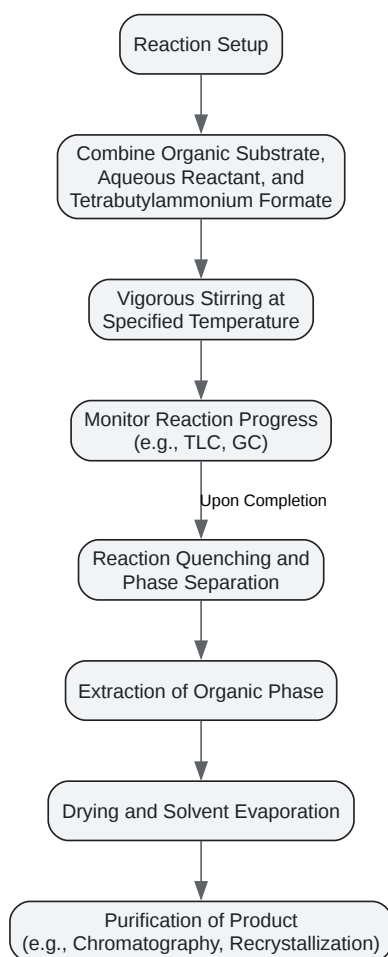 Reaction Setup
Combine Organic Substrate,
Aqueous Reactant, and
Tetrabutylammonium Formate
Vigorous Stirring at
Specified Temperature
Monitor Reaction Progress
(e.g., TLC, GC)
Upon Completion
Reaction Quenching and
Phase Separation
Extraction of Organic Phase
Drying and Solvent Evaporation
Purification of Product
(e.g., Chromatography, Recrystallization)